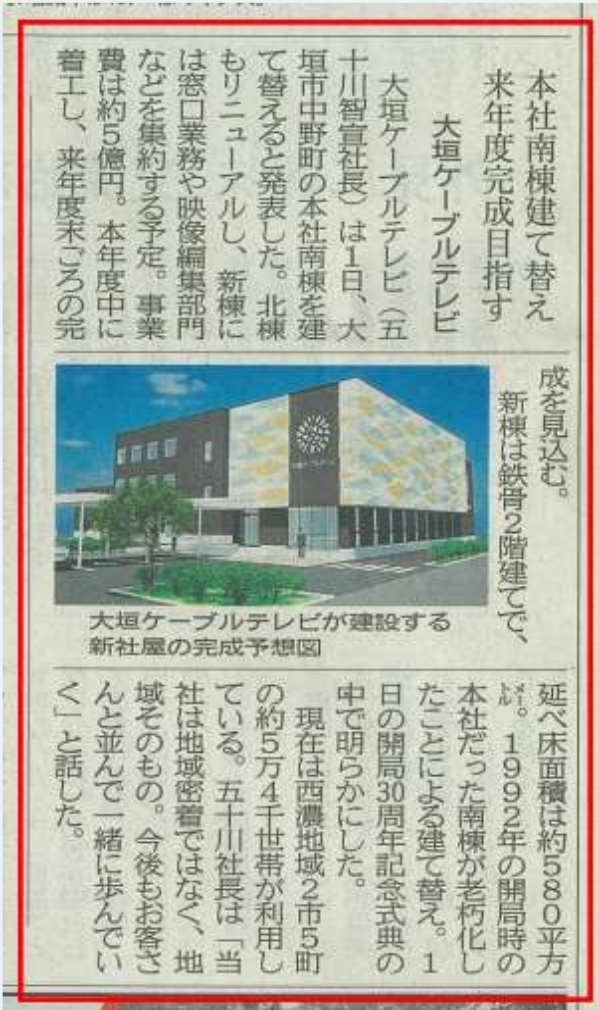 本社南棟建て替え
来年度完成目指す
大垣ケーブルテレビ
大垣ケーブルテレビ(五
十川智宣社長)は1日、大
垣市中野町の本社南棟を建
て替えると発表した。北棟
もリニューアルし、新棟に
は窓口業務や映像編集部門
などを集約する予定。事業
費は約5億円。本年度中に
着工し、来年度末ごろの完
成を見込む。
新棟は鉄骨2階建てで、
大垣ケーブルテレビが建設する
新社屋の完成予想図
延べ床面積は約580平方
メートル。1992年の開局時の
本社だった南棟が老朽化し
たことによる建て替え。1
日の開局30周年記念式典の
中で明らかにした。
現在は西濃地域2市5町
の約5万4千世帯が利用し
ている。五十川社長は「当
社は地域密着ではなく、地
域そのもの。今後もお客さ
んと並んで一緒に歩んでい
く」と話した。